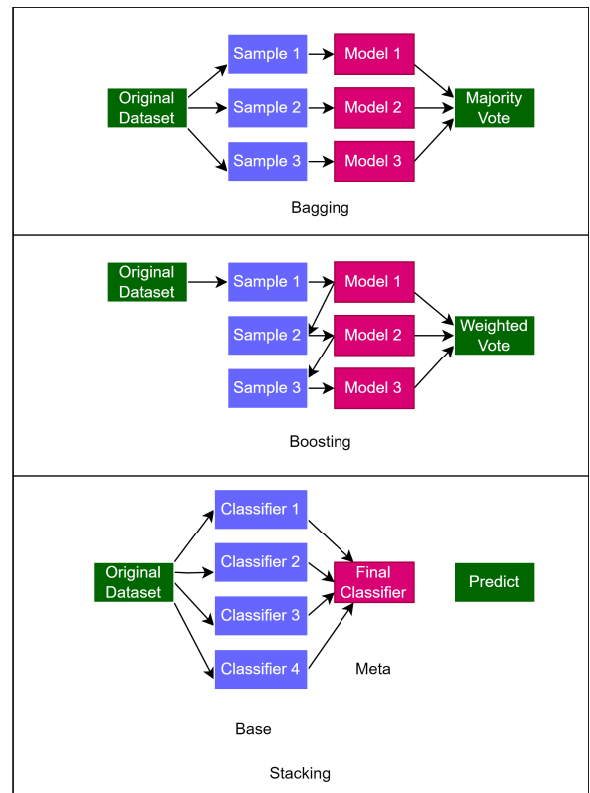 Original
Dataset
Sample 1
Model 1
Sample 2
Model 2
Sample 3
Model 3
Majority
Vote
Bagging
Original
Dataset
Sample 1
Model 1
Sample 2
Model 2
Sample 3
Model 3
Weighted
Vote
Boosting
Original
Dataset
Classifier 1
Classifier 2
Classifier 3
Classifier 4
Final
Classifier
Predict
Meta
Base
Stacking